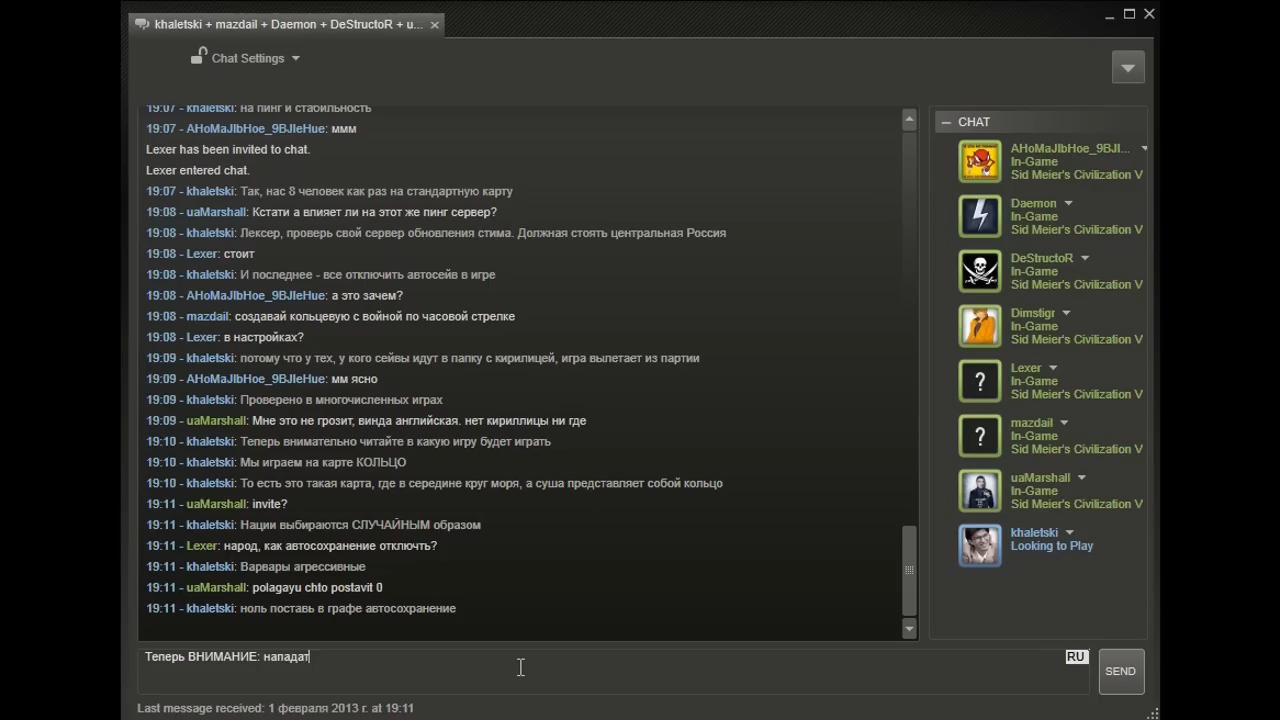 khaletski + mazdail + Daemon + DeStructoR + u...
Chat Settings
19:07 - khaletski: на пинг и стабильность
19:07 - AHoMaJIbHoe_9BJIeHue: ммм
Lexer has been invited to chat.
Lexer entered chat.
19:07 - khaletski: Так, нас 8 человек как раз на стандартную карту
19:08 - uaMarshall: Кстати а влияет ли на этот же пинг сервер?
19:08 - khaletski: Лексер, проверь свой сервер обновления стима. Должная стоять центральная Россия
19:08 - Lexer: стоит
19:08 - khaletski: И последнее - все отключить автосейв в игре
19:08 - AHoMaJIbHoe_9BJIeHue: а это зачем?
19:08 - mazdail: создавай кольцевую с войной по часовой стрелке
19:08 - Lexer: в настройках?
19:09 - khaletski: потому что у тех, у кого сейвы идут в папку с кирилицей, игра вылетает из партии
19:09 - AHoMaJIbHoe_9BJIeHue: мм ясно
19:09 - khaletski: Проверено в многочисленных играх
19:09 - uaMarshall: Мне это не грозит, винда английская. нет кириллицы ни где
19:10 - khaletski: Теперь внимательно читайте в какую игру будет играть
19:10 - khaletski: Мы играем на карте КОЛЬЦО
19:10 - khaletski: То есть это такая карта, где в середине круг моря, а суша представляет собой кольцо
19:11 - uaMarshall: invite?
19:11 - khaletski: Нации выбираются СЛУЧАЙНЫМ образом
19:11 - Lexer: народ, как автосохранение отключть?
19:11 - khaletski: Варвары агрессивные
19:11 - uaMarshall: polagayu chto postavit 0
19:11 - khaletski: ноль поставь в графе автосохранение
Теперь ВНИМАНИЕ: нападат
RU
SEND
Last message received: 1 февраля 2013 г. at 19:11
CHAT
AHoMaJIbHoe_9BJI...
In-Game
Sid Meier's Civilization V
Daemon
In-Game
Sid Meier's Civilization V
DeStructoR
In-Game
Sid Meier's Civilization V
Dimstigr
In-Game
Sid Meier's Civilization V
Lexer
In-Game
Sid Meier's Civilization V
mazdail
In-Game
Sid Meier's Civilization V
uaMarshall
In-Game
Sid Meier's Civilization V
khaletski
Looking to Play